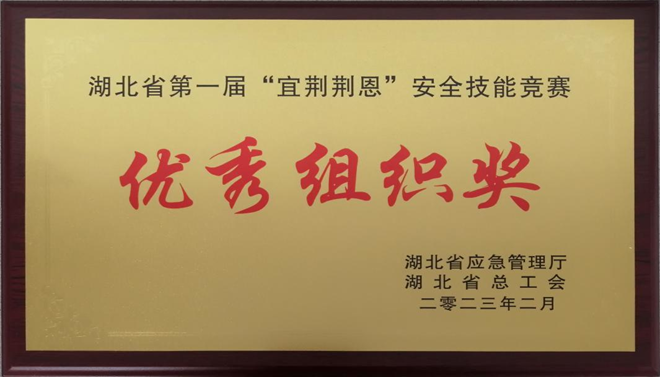 湖北省第一届“宜荆荆恩”安全技能竞赛
优秀组织奖
湖北省应急管理厅
湖北省总工会
二零二三年二月